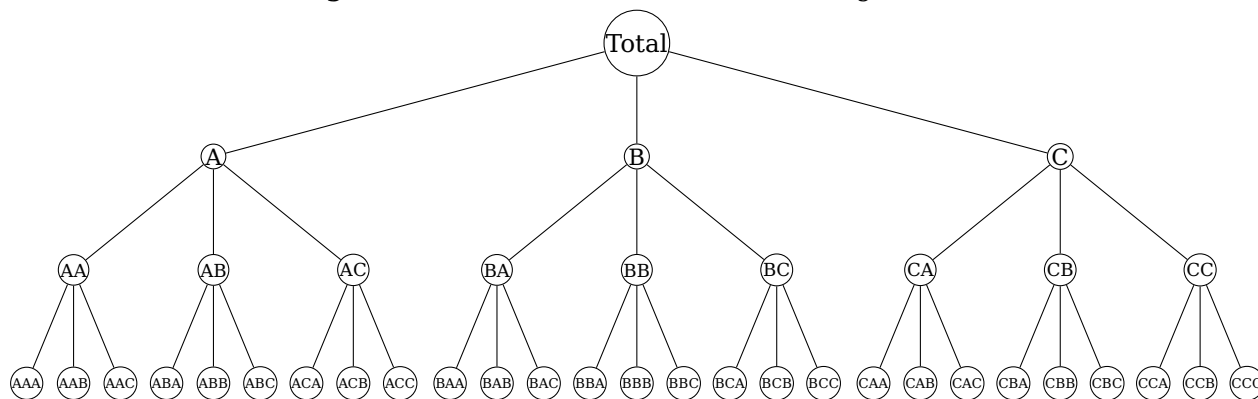 Total
A B C
AA AB AC BA BB BC CA CB CC
AAA AAB AAC ABA ABB ABC ACA ACB ACC BAA BAB BAC BBA BBB BBC BCA BCB BCC CAA CAB CAC CBA CBB CBC CCA CCB CCC